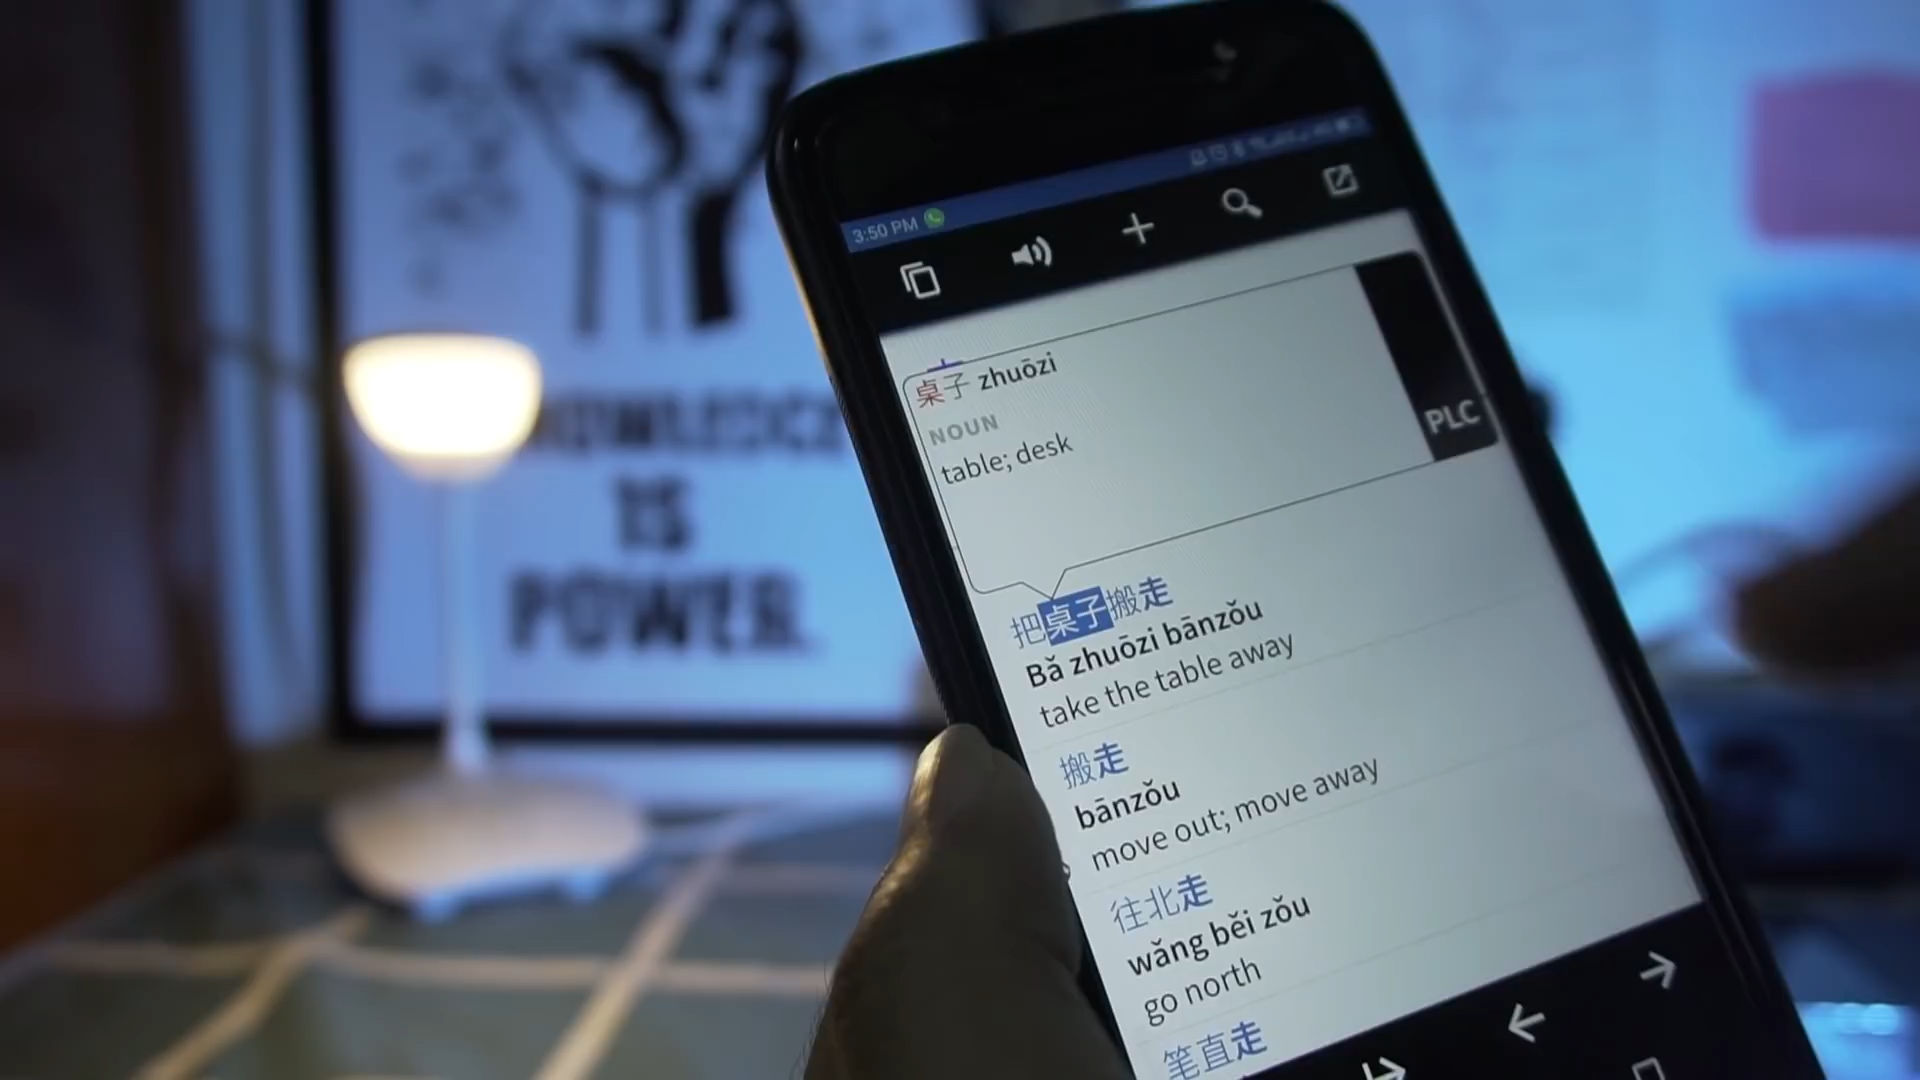 3:50 PM
桌子 zhuōzi
NOUN
table; desk
PLC
把桌子搬走
Bǎ zhuōzi bānzǒu
take the table away
搬走
bānzǒu
move out; move away
往北走
wǎng běi zǒu
go north
笔直走
KNOWLEDGE
IS
POWER.